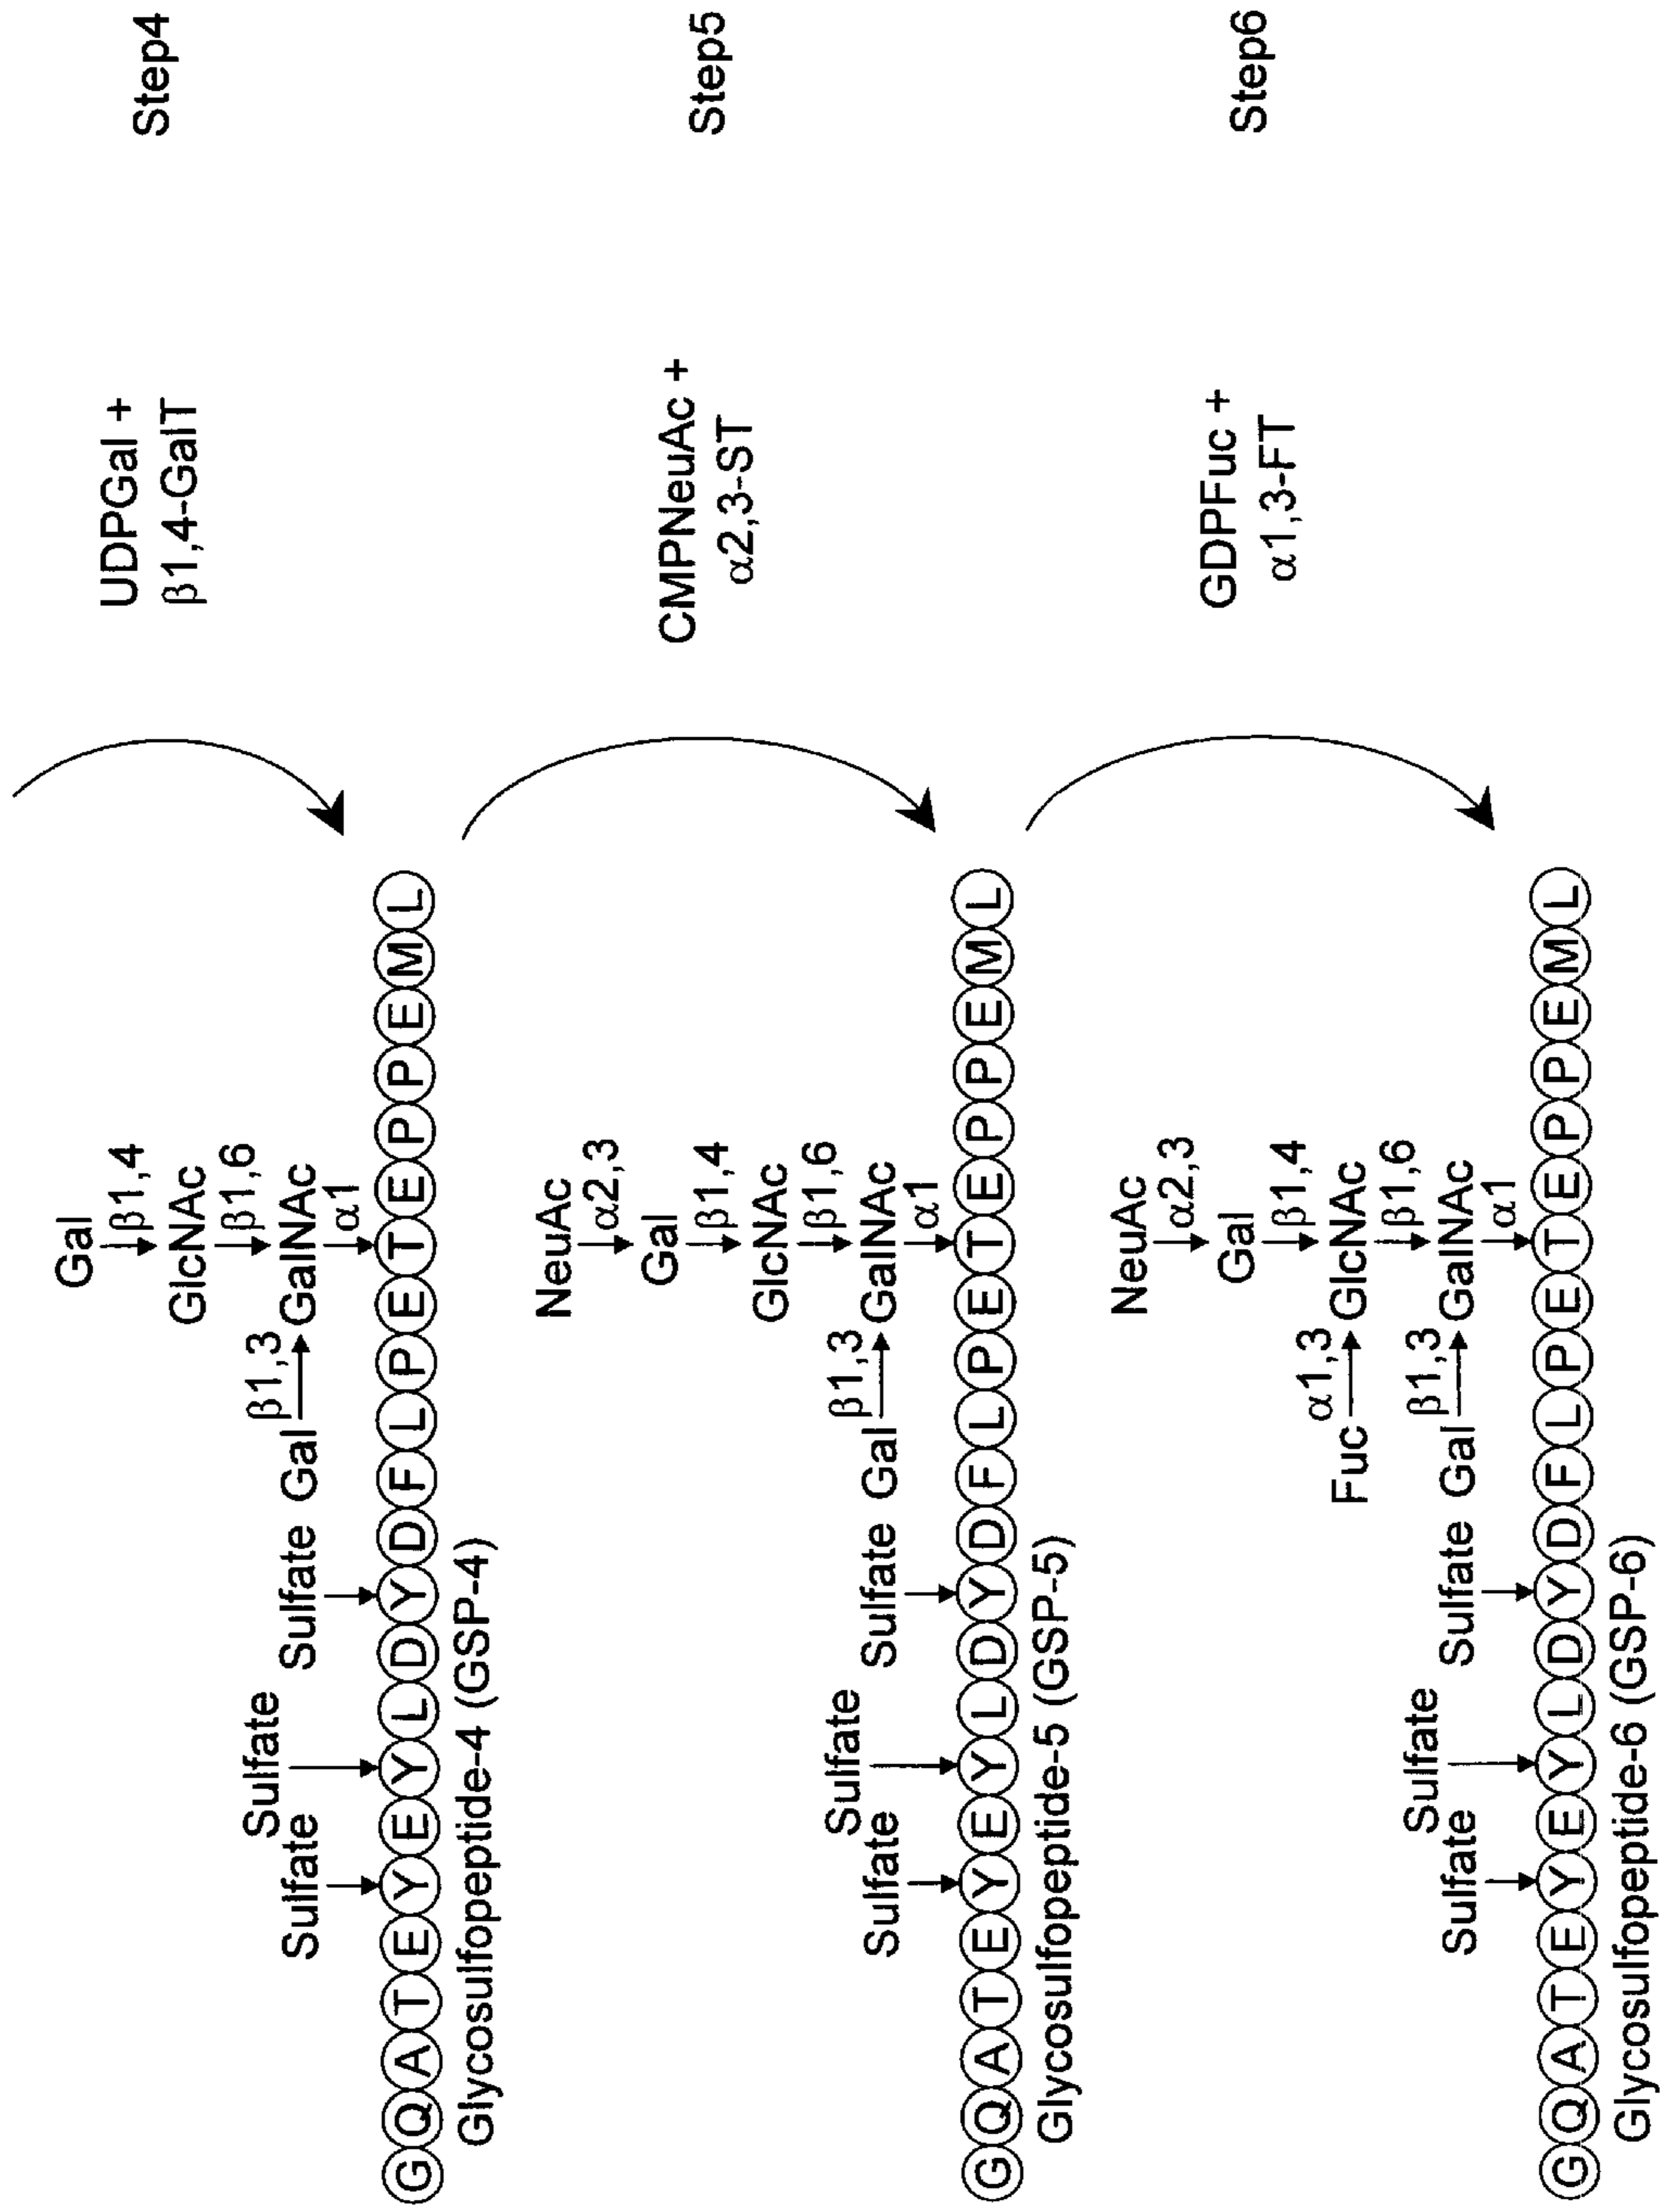 Gal
β1,4
UDPGal +
Step4
GlcNAc
β1,4-GalT
β1,6
Sulfate β1,3
Sulfate Sulfate Gal GalNAc
α1
GQATEYEYLDYDFLPETEPPEML
Glycosulfopeptide-4 (GSP-4)
NeuAc
α2,3
CMPNeuAc +
Step5
Gal
α2,3-ST
β1,4
GlcNAc
β1,6
Sulfate β1,3
Sulfate Sulfate Gal GalNAc
α1
GQATEYEYLDYDFLPETEPPEML
Glycosulfopeptide-5 (GSP-5)
NeuAc
α2,3
GDPFuc +
Step6
Gal
α1,3-FT
β1,4
α1,3
Fuc GlcNAc
β1,6
Sulfate β1,3
Sulfate Sulfate Gal GalNAc
α1
GQATEYEYLDYDFLPETEPPEML
Glycosulfopeptide-6 (GSP-6)